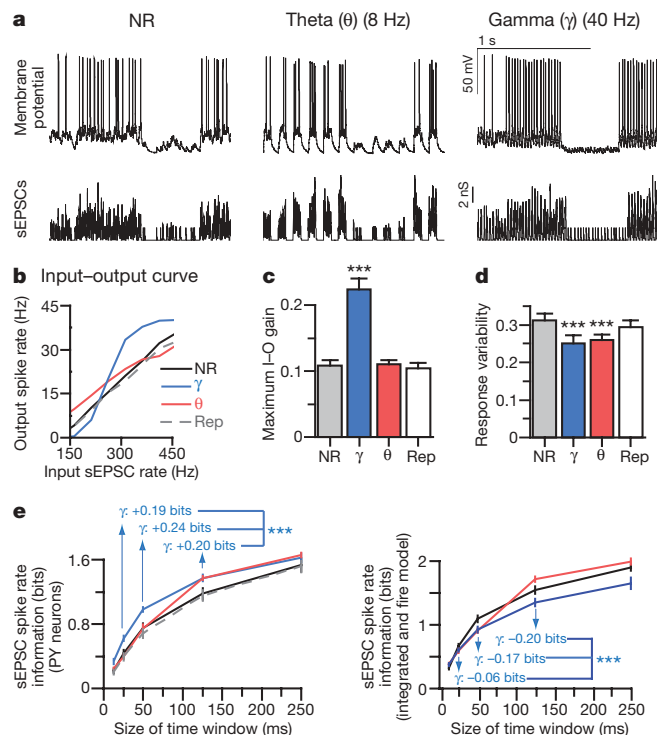 a
NR
Theta (θ) (8 Hz)
Gamma (γ) (40 Hz)
Membrane
potential
1 s
50 mV
sEPSCs
2 nS
b Input–output curve
Output spike rate (Hz)
45
30
15
0
150 300 450
Input sEPSC rate (Hz)
NR
γ
θ
Rep
c
Maximum I–O gain
0.2
0.1
0
***
NR γ θ Rep
d
Response variability
0.3
0.2
0.1
0
*** ***
NR γ θ Rep
e
γ: +0.19 bits
γ: +0.24 bits
γ: +0.20 bits
***
sEPSC spike rate
information (bits)
(PY neurons)
1.6
0.8
0
0 50 100 150 200 250
Size of time window (ms)
sEPSC spike rate
information (bits)
(integrated and fire model)
2
1
0
γ: –0.20 bits
γ: –0.17 bits
γ: –0.06 bits
***
0 50 100 150 200 250
Size of time window (ms)